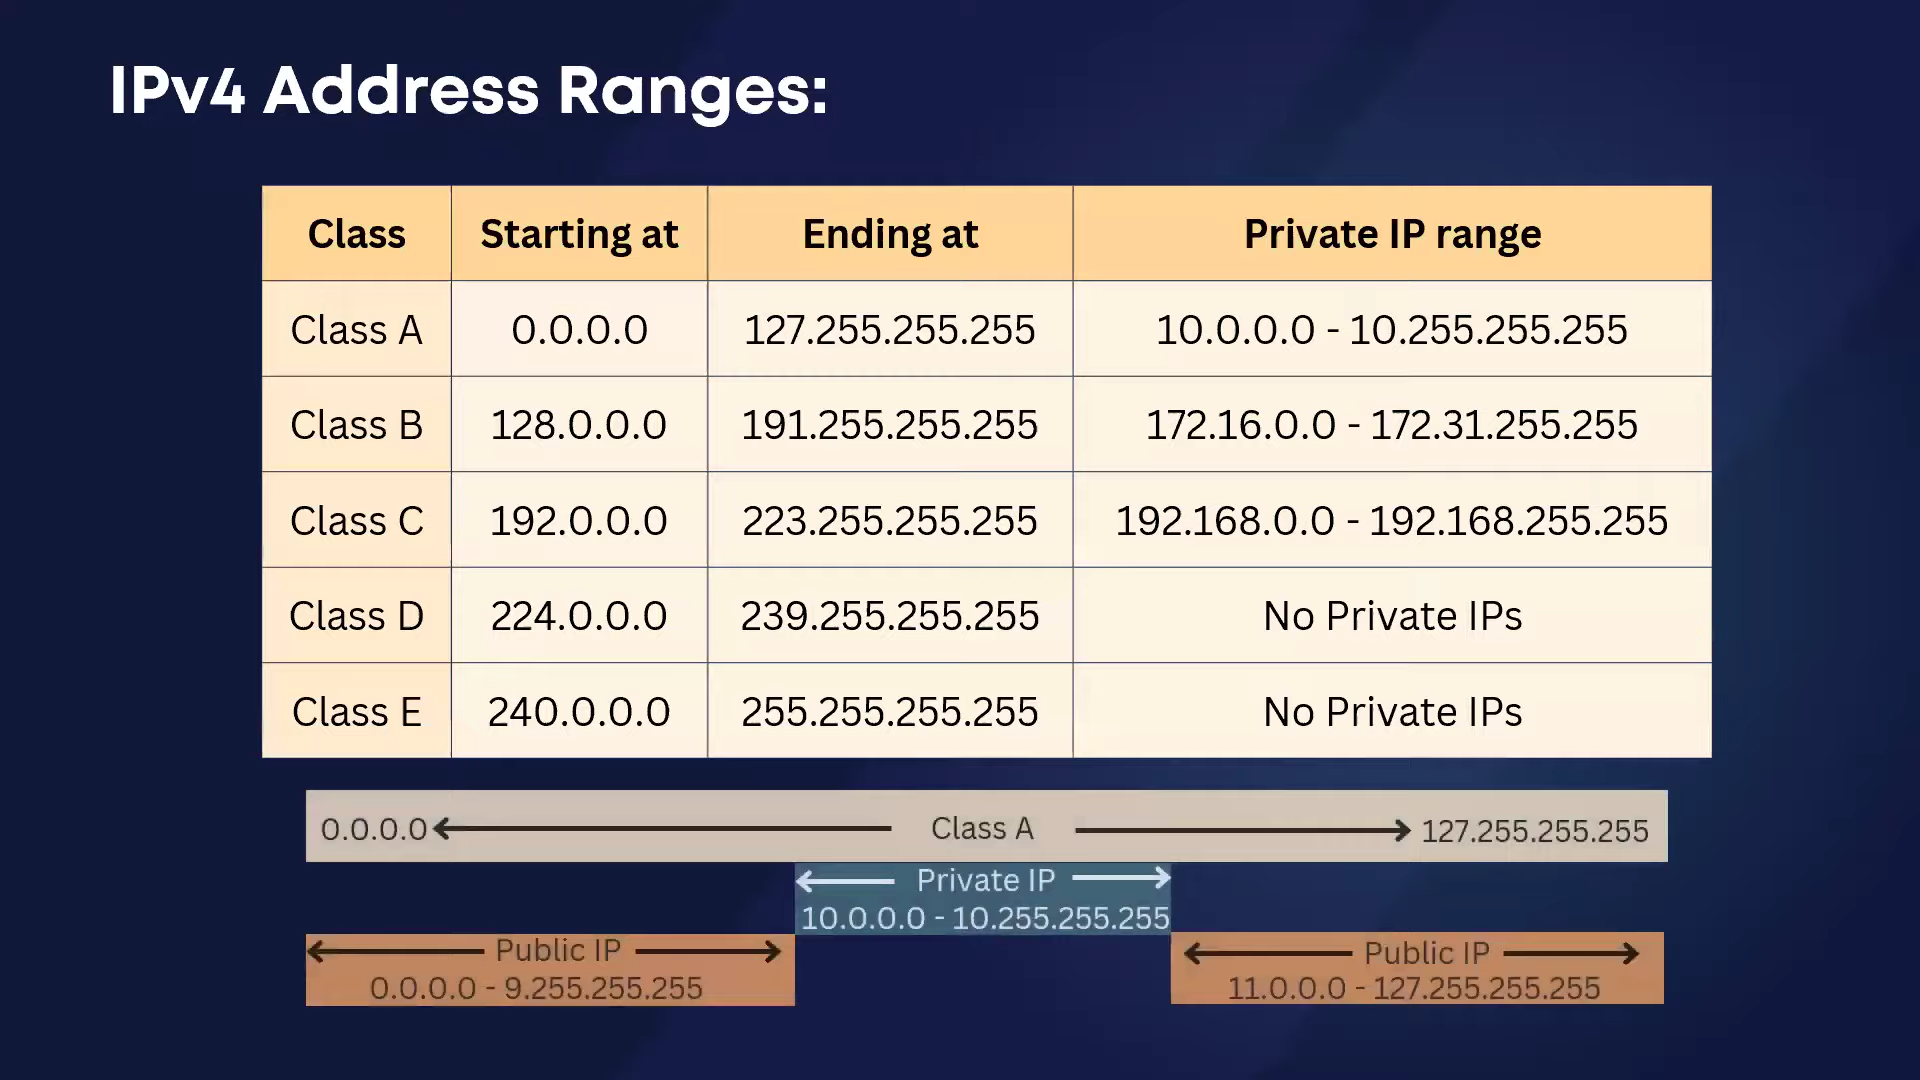 IPv4 Address Ranges:
Class Starting at Ending at Private IP range
Class A 0.0.0.0 127.255.255.255 10.0.0.0 - 10.255.255.255
Class B 128.0.0.0 191.255.255.255 172.16.0.0 - 172.31.255.255
Class C 192.0.0.0 223.255.255.255 192.168.0.0 - 192.168.255.255
Class D 224.0.0.0 239.255.255.255 No Private IPs
Class E 240.0.0.0 255.255.255.255 No Private IPs
0.0.0.0 Class A 127.255.255.255
Private IP
10.0.0.0 - 10.255.255.255
Public IP
0.0.0.0 - 9.255.255.255
Public IP
11.0.0.0 - 127.255.255.255